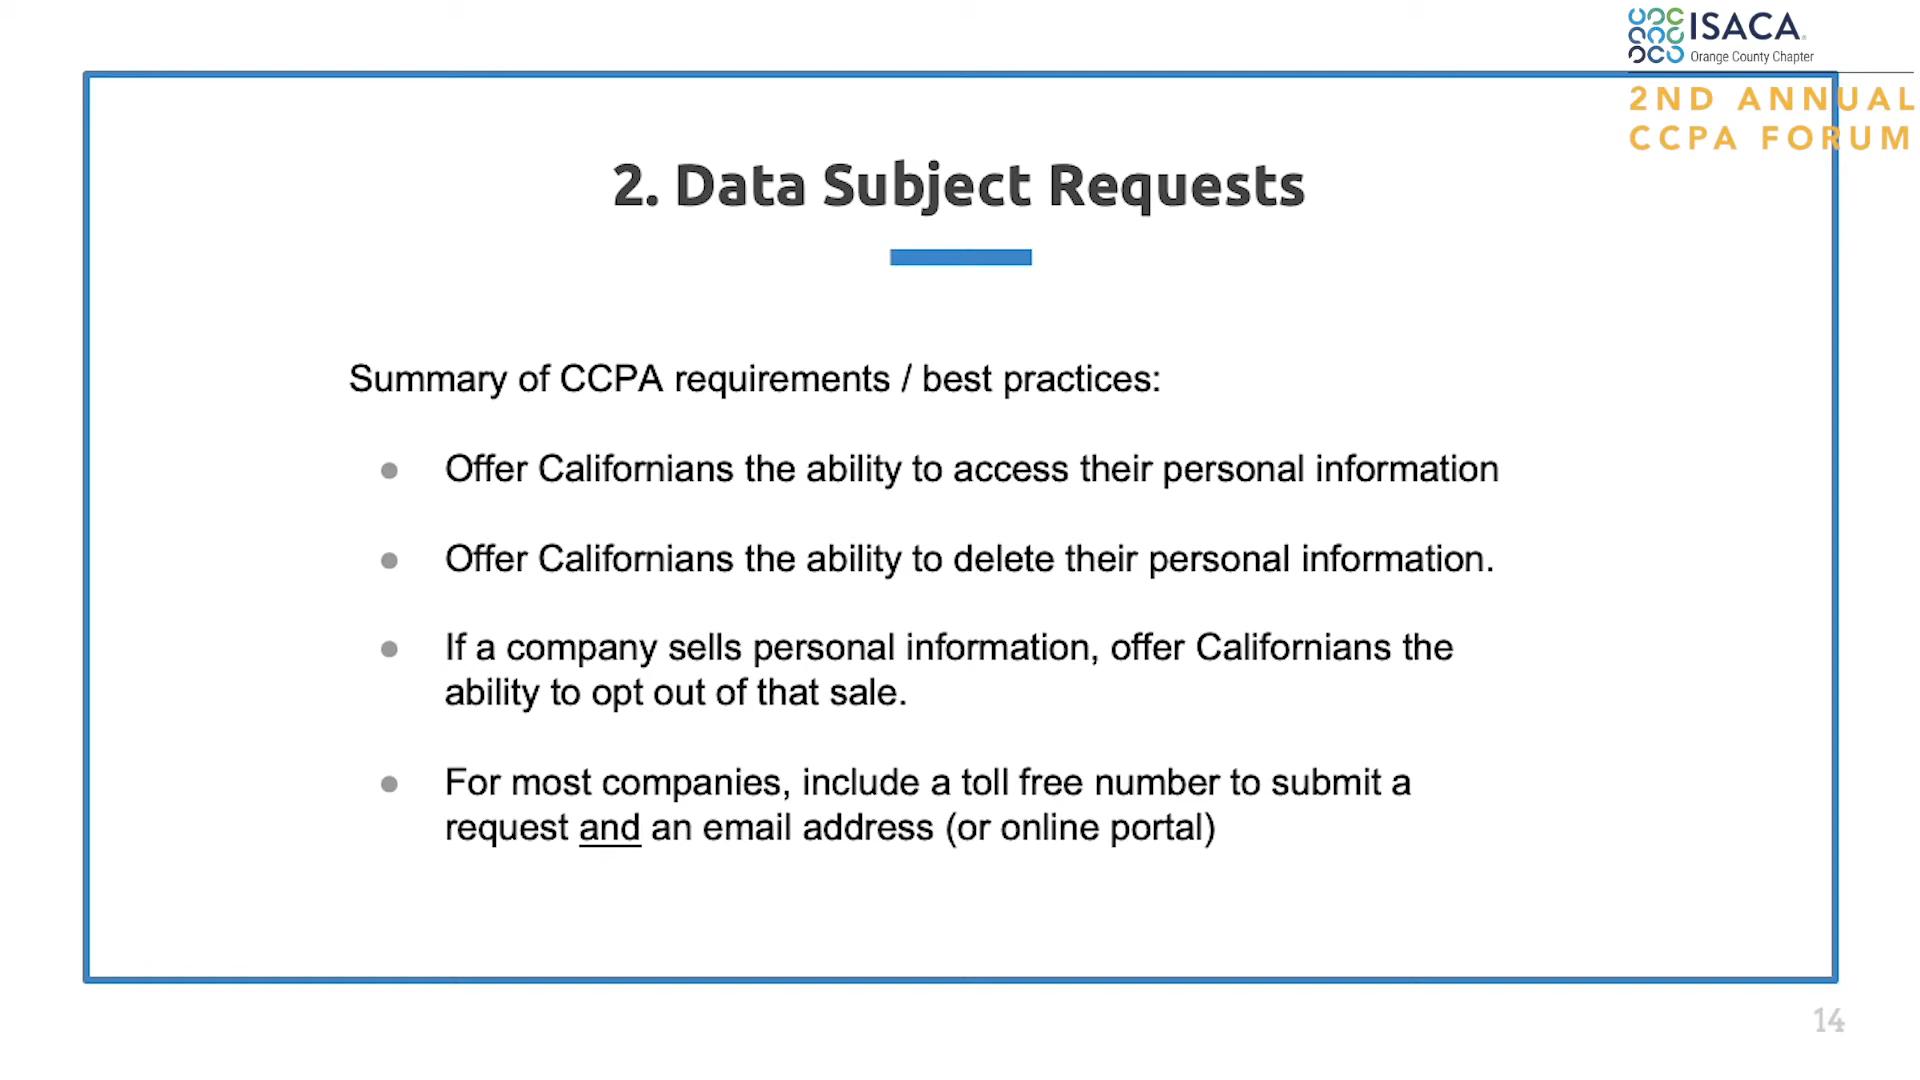 ISACA
Orange County Chapter
2ND ANNUAL
CCPA FORUM
2. Data Subject Requests
Summary of CCPA requirements / best practices:
● Offer Californians the ability to access their personal information
● Offer Californians the ability to delete their personal information.
● If a company sells personal information, offer Californians the
ability to opt out of that sale.
● For most companies, include a toll free number to submit a
request and an email address (or online portal)
14